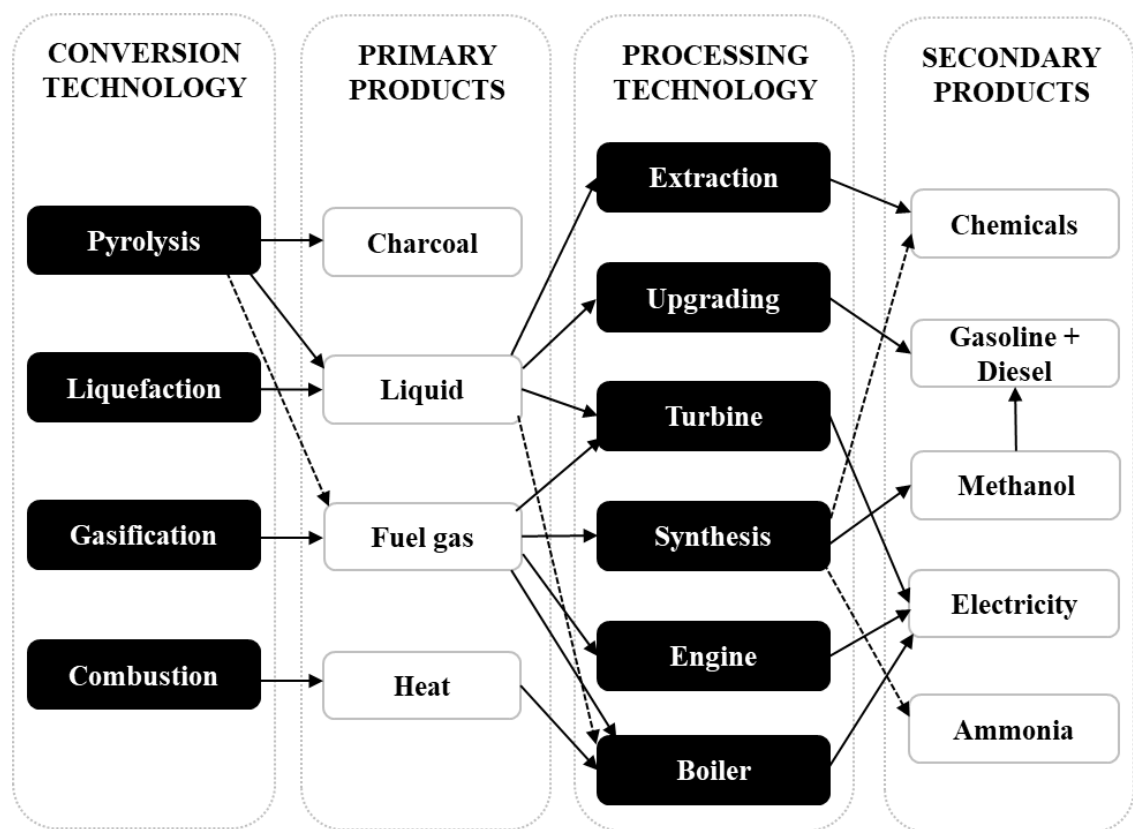 CONVERSION
TECHNOLOGY
PRIMARY
PRODUCTS
PROCESSING
TECHNOLOGY
SECONDARY
PRODUCTS
Pyrolysis
Liquefaction
Gasification
Combustion
Charcoal
Liquid
Fuel gas
Heat
Extraction
Upgrading
Turbine
Synthesis
Engine
Boiler
Chemicals
Gasoline +
Diesel
Methanol
Electricity
Ammonia